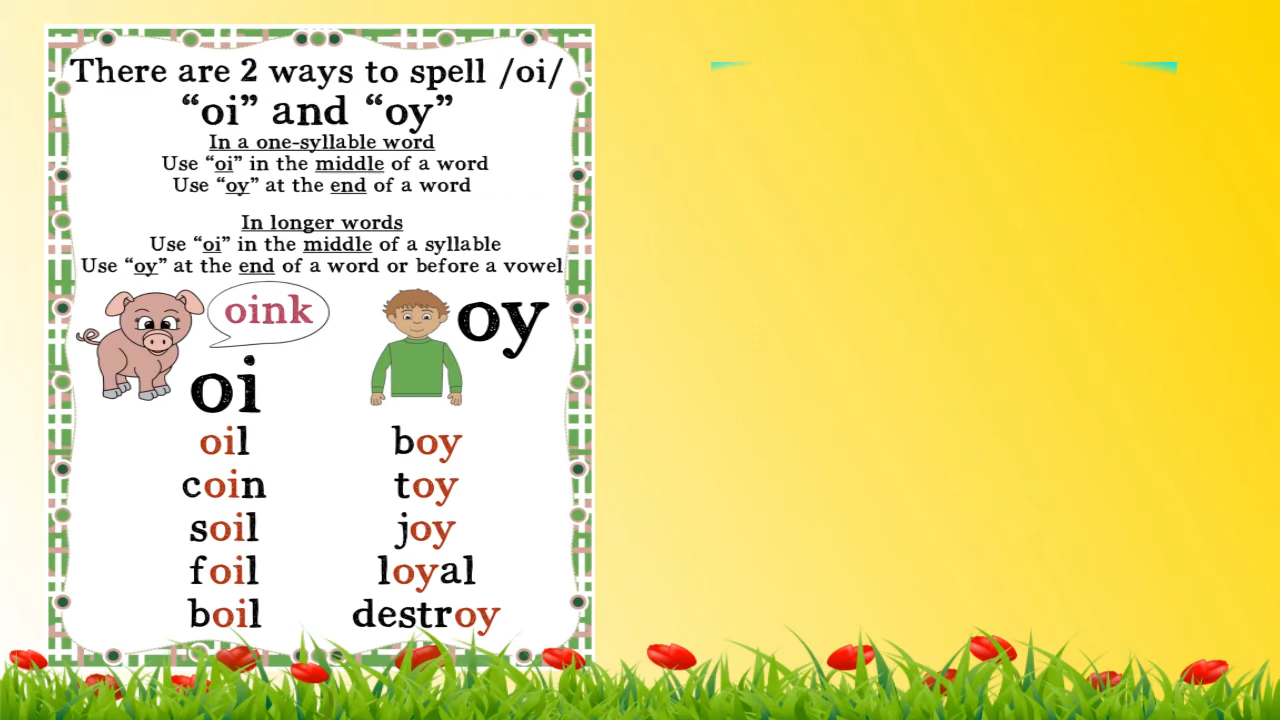 There are 2 ways to spell /oi/
“oi” and “oy”
In a one-syllable word
Use “oi” in the middle of a word
Use “oy” at the end of a word
In longer words
Use “oi” in the middle of a syllable
Use “oy” at the end of a word or before a vowel
oink
oy
oi
oil
boy
coin
toy
soil
joy
foil
loyal
boil
destroy